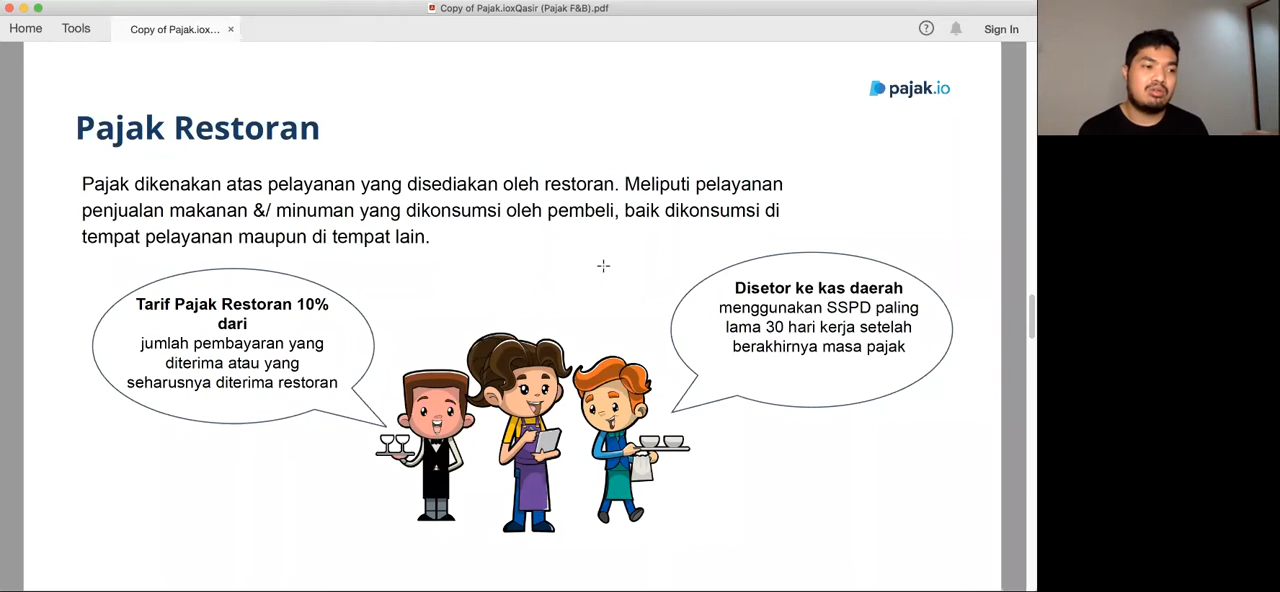 Copy of Pajak.ioxQasir (Pajak F&B).pdf
Home Tools Copy of Pajak.iox... × ? Sign In
pajak.io
Pajak Restoran
Pajak dikenakan atas pelayanan yang disediakan oleh restoran. Meliputi pelayanan
penjualan makanan &/ minuman yang dikonsumsi oleh pembeli, baik dikonsumsi di
tempat pelayanan maupun di tempat lain.
Tarif Pajak Restoran 10%
dari
jumlah pembayaran yang
diterima atau yang
seharusnya diterima restoran
Disetor ke kas daerah
menggunakan SSPD paling
lama 30 hari kerja setelah
berakhirnya masa pajak